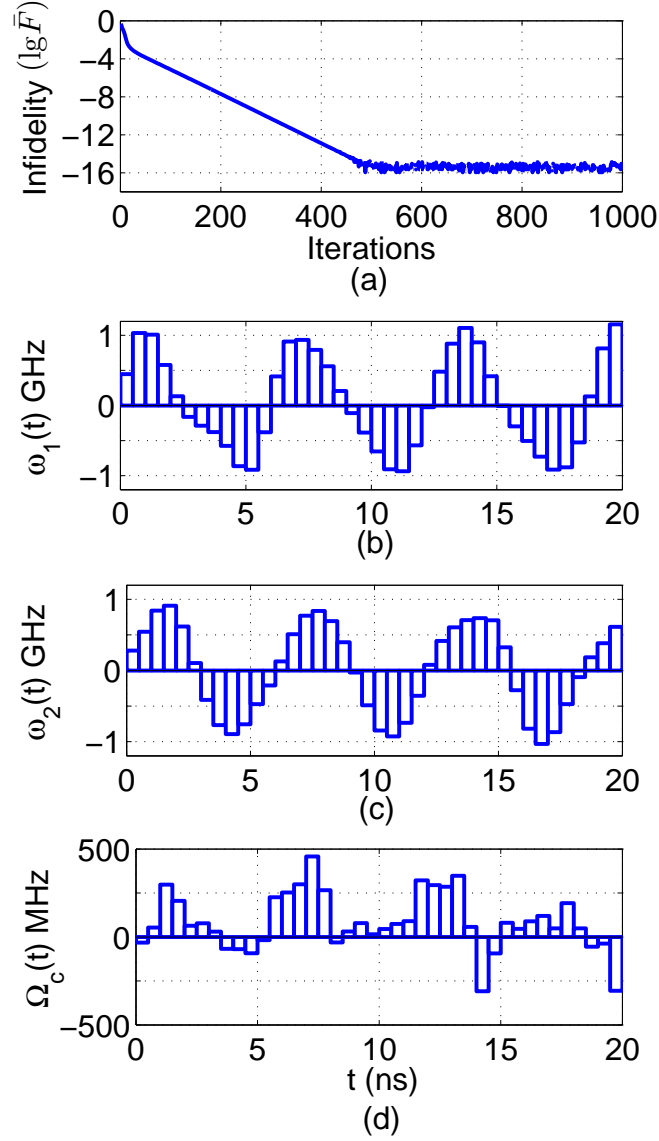 Infidelity (lg F̄)
0
−4
−8
−12
−16
0 200 400 600 800 1000
Iterations
(a)
ω₁(t) GHz
1
0
−1
0 5 10 15 20
(b)
ω₂(t) GHz
1
0
−1
0 5 10 15 20
(c)
Ω_c(t) MHz
500
0
−500
0 5 10 15 20
t (ns)
(d)